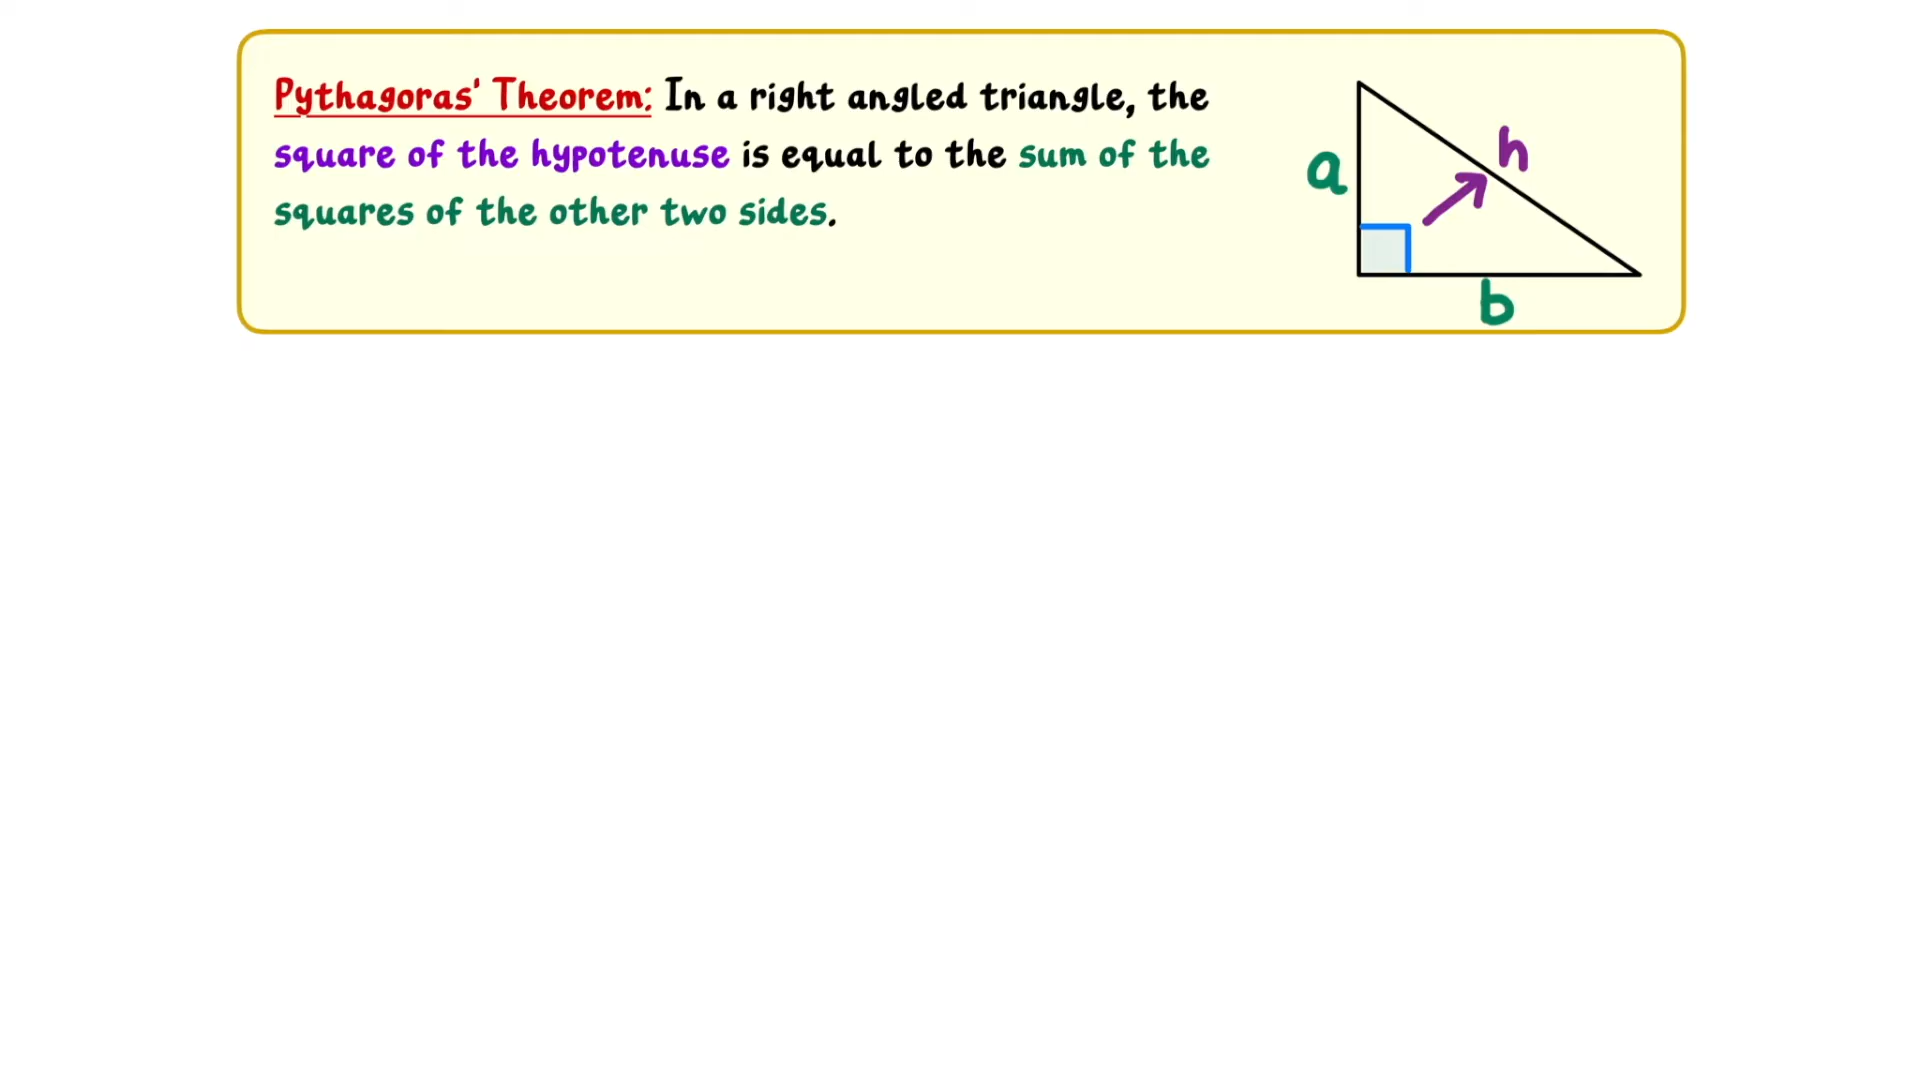 Pythagoras' Theorem: In a right angled triangle, the
square of the hypotenuse is equal to the sum of the
squares of the other two sides.
a
h
b